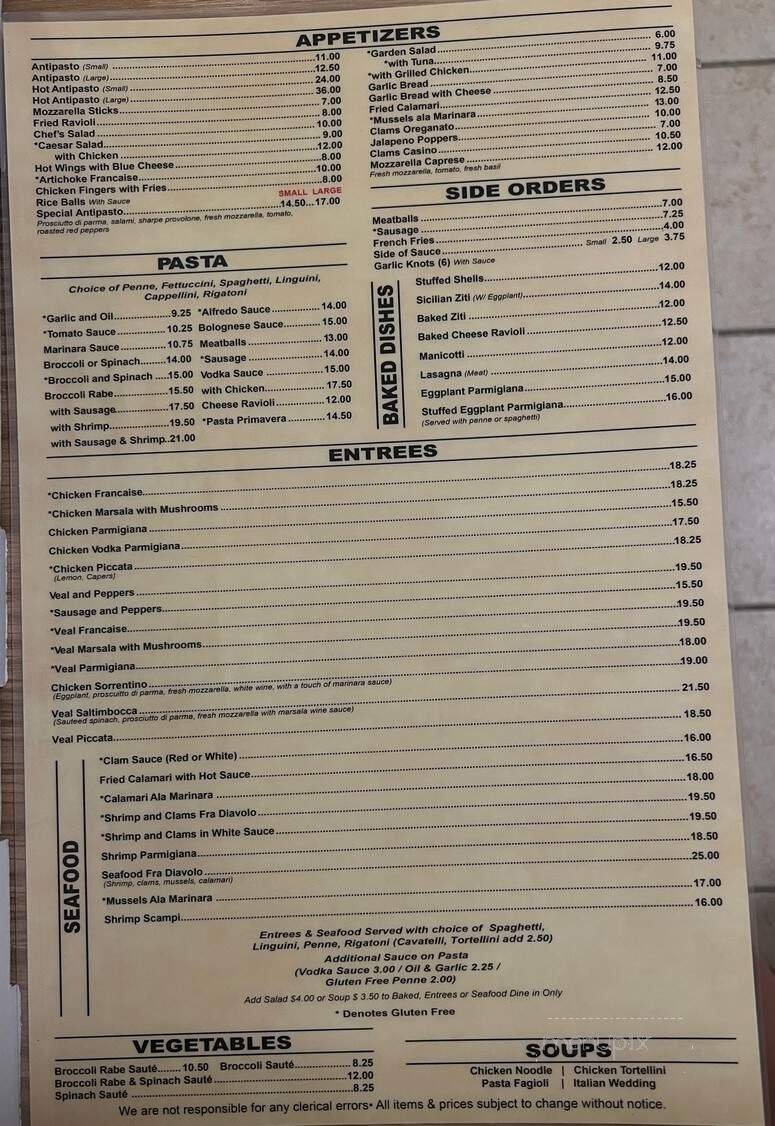 APPETIZERS
Antipasto (Small) ........ 11.00
Antipasto (Large) ........ 12.50
Hot Antipasto (Small) ........ 24.00
Hot Antipasto (Large) ........ 36.00
Mozzarella Sticks ........ 7.00
Fried Ravioli ........ 8.00
Chef's Salad ........ 10.00
*Caesar Salad ........ 9.00
with Chicken ........ 12.00
Hot Wings with Blue Cheese ........ 8.00
*Artichoke Francaise ........ 10.00
Chicken Fingers with Fries ........ 8.00
Rice Balls With Sauce SMALL LARGE
Special Antipasto ........ 14.50...17.00
Prosciutto di parma, salami, sharpe provolone, fresh mozzarella, tomato,
roasted red peppers
*Garden Salad ........ 6.00
*with Tuna ........ 9.75
*with Grilled Chicken ........ 11.00
Garlic Bread ........ 7.00
Garlic Bread with Cheese ........ 8.50
Fried Calamari ........ 12.50
*Mussels ala Marinara ........ 13.00
Clams Oreganato ........ 10.00
Jalapeno Poppers ........ 7.00
Clams Casino ........ 10.50
Mozzarella Caprese ........ 12.00
Fresh mozzarella, tomato, fresh basil
SIDE ORDERS
Meatballs ........ 7.00
*Sausage ........ 7.25
French Fries ........ 4.00
Side of Sauce ........ Small 2.50 Large 3.75
Garlic Knots (6) With Sauce
PASTA
Choice of Penne, Fettuccini, Spaghetti, Linguini,
Cappellini, Rigatoni
*Garlic and Oil ........ 9.25
*Tomato Sauce ........ 10.25
Marinara Sauce ........ 10.75
Broccoli or Spinach ........ 14.00
*Broccoli and Spinach ........ 15.00
Broccoli Rabe ........ 15.50
with Sausage ........ 17.50
with Shrimp ........ 19.50
with Sausage & Shrimp..21.00
*Alfredo Sauce ........ 14.00
Bolognese Sauce ........ 15.00
Meatballs ........ 13.00
*Sausage ........ 14.00
Vodka Sauce ........ 15.00
with Chicken ........ 17.50
Cheese Ravioli ........ 12.00
*Pasta Primavera ........ 14.50
BAKED DISHES
Stuffed Shells ........ 12.00
Sicilian Ziti (W/ Eggplant) ........ 14.00
Baked Ziti ........ 12.00
Baked Cheese Ravioli ........ 12.50
Manicotti ........ 12.00
Lasagna (Meat) ........ 14.00
Eggplant Parmigiana ........ 15.00
Stuffed Eggplant Parmigiana ........ 16.00
(Served with penne or spaghetti)
ENTREES
*Chicken Francaise ........ 18.25
*Chicken Marsala with Mushrooms ........ 18.25
Chicken Parmigiana ........ 15.50
Chicken Vodka Parmigiana ........ 17.50
*Chicken Piccata ........ 18.25
(Lemon, Capers)
Veal and Peppers ........ 19.50
*Sausage and Peppers ........ 15.50
*Veal Francaise ........ 19.50
*Veal Marsala with Mushrooms ........ 19.50
*Veal Parmigiana ........ 18.00
Chicken Sorrentino ........ 19.00
(Eggplant, proscuitto di parma, fresh mozzarella, white wine, with a touch of marinara sauce)
Veal Saltimbocca ........ 21.50
(Sauteed spinach, prosciutto di parma, fresh mozzarella with marsala wine sauce)
Veal Piccata ........ 18.50
SEAFOOD
*Clam Sauce (Red or White) ........ 16.00
Fried Calamari with Hot Sauce ........ 16.50
*Calamari Ala Marinara ........ 18.00
*Shrimp and Clams Fra Diavolo ........ 19.50
*Shrimp and Clams in White Sauce ........ 19.50
Shrimp Parmigiana ........ 18.50
Seafood Fra Diavolo ........ 25.00
(Shrimp, clams, mussels, calamari)
*Mussels Ala Marinara ........ 17.00
Shrimp Scampi ........ 16.00
Entrees & Seafood Served with choice of Spaghetti,
Linguini, Penne, Rigatoni (Cavatelli, Tortellini add 2.50)
Additional Sauce on Pasta
(Vodka Sauce 3.00 / Oil & Garlic 2.25 /
Gluten Free Penne 2.00)
Add Salad $4.00 or Soup $ 3.50 to Baked, Entrees or Seafood Dine in Only
* Denotes Gluten Free
VEGETABLES
Broccoli Rabe Sauté ........ 10.50 Broccoli Sauté ........ 8.25
Broccoli Rabe & Spinach Sauté ........ 12.00
Spinach Sauté ........ 8.25
SOUPS
Chicken Noodle | Chicken Tortellini
Pasta Fagioli | Italian Wedding
We are not responsible for any clerical errors• All items & prices subject to change without notice.